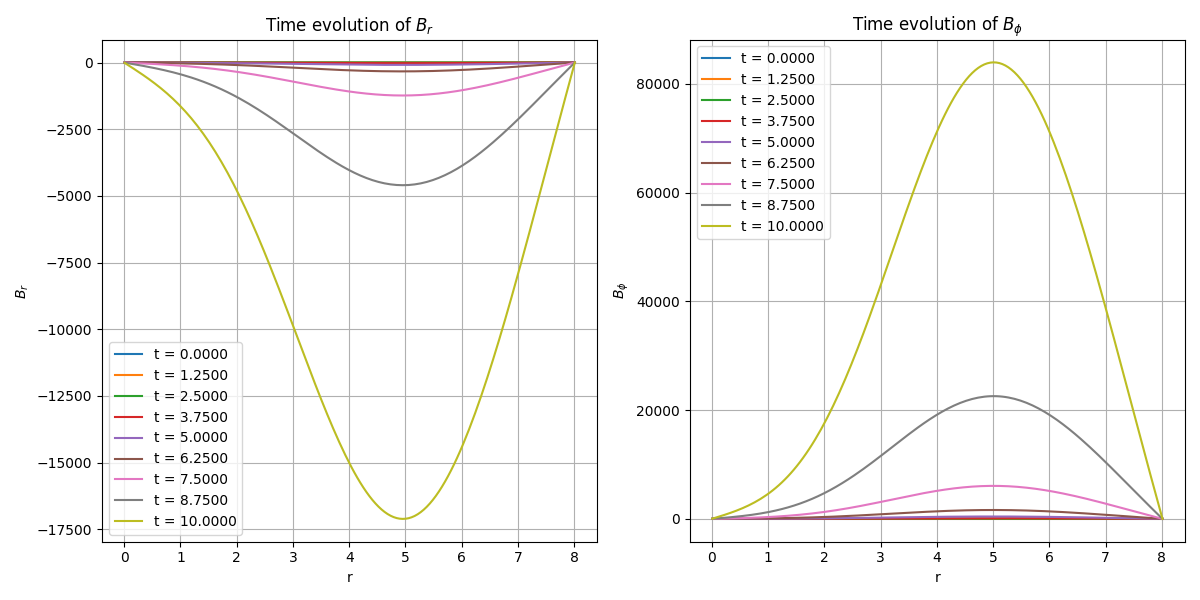 Time evolution of $B_r$
0
−2500
−5000
−7500
−10000
−12500
−15000
−17500
$B_r$
t = 0.0000
t = 1.2500
t = 2.5000
t = 3.7500
t = 5.0000
t = 6.2500
t = 7.5000
t = 8.7500
t = 10.0000
0 1 2 3 4 5 6 7 8
r
Time evolution of $B_\phi$
t = 0.0000
t = 1.2500
t = 2.5000
t = 3.7500
t = 5.0000
t = 6.2500
t = 7.5000
t = 8.7500
t = 10.0000
80000
60000
40000
20000
0
$B_\phi$
0 1 2 3 4 5 6 7 8
r